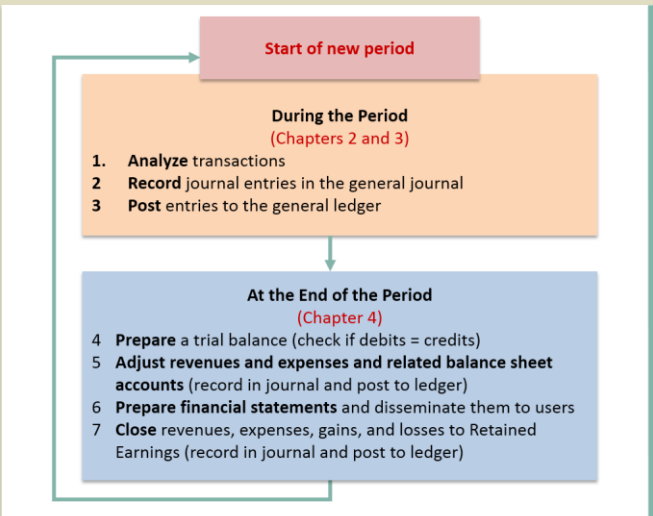 Start of new period
During the Period
(Chapters 2 and 3)
1. Analyze transactions
2 Record journal entries in the general journal
3 Post entries to the general ledger
At the End of the Period
(Chapter 4)
4 Prepare a trial balance (check if debits = credits)
5 Adjust revenues and expenses and related balance sheet
accounts (record in journal and post to ledger)
6 Prepare financial statements and disseminate them to users
7 Close revenues, expenses, gains, and losses to Retained
Earnings (record in journal and post to ledger)